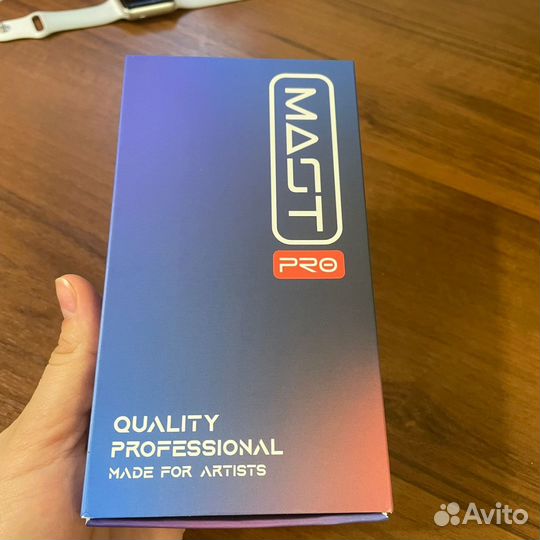 MAST
PRO
QUALITY
PROFESSIONAL
MADE FOR ARTISTS
Avito